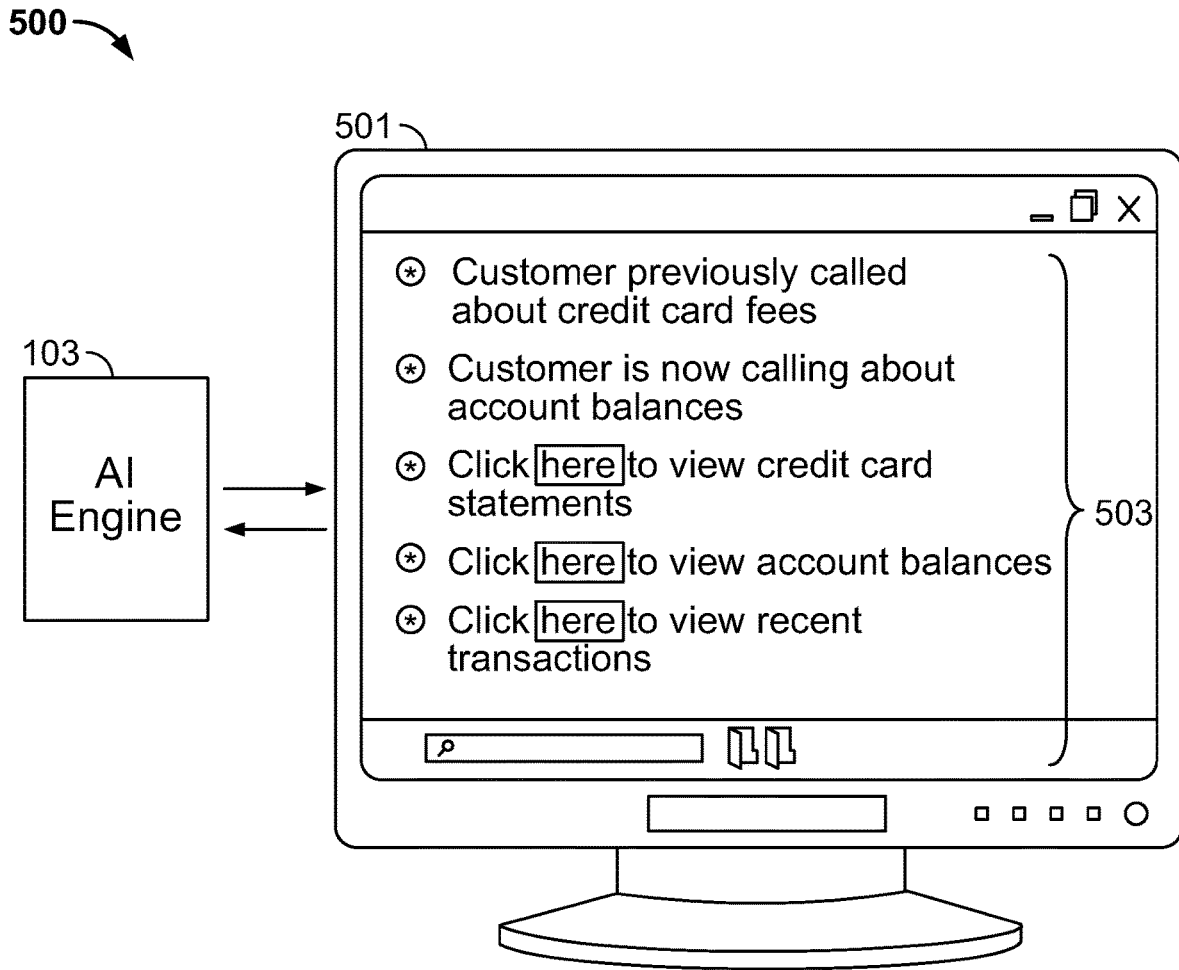 500
501
Customer previously called
about credit card fees
103
Customer is now calling about
account balances
AI
Engine
Click here to view credit card
statements
503
Click here to view account balances
Click here to view recent
transactions